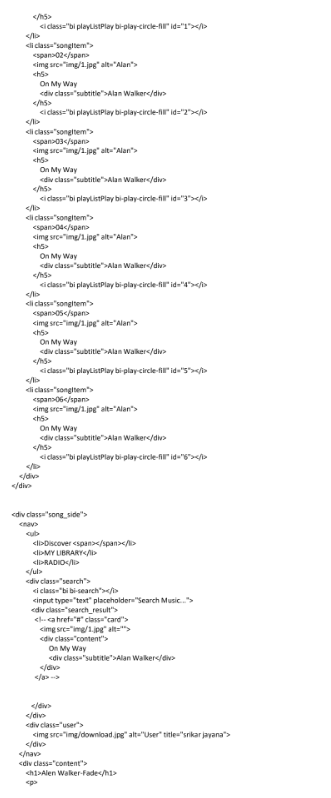 </h5>
<i class="bi playListPlay bi-play-circle-fill" id="1"></i>
</li>
<li class="songItem">
<span>02</span>
<img src="img/1.jpg" alt="Alan">
<h5>
On My Way
<div class="subtitle">Alan Walker</div>
</h5>
<i class="bi playListPlay bi-play-circle-fill" id="2"></i>
</li>
<li class="songItem">
<span>03</span>
<img src="img/1.jpg" alt="Alan">
<h5>
On My Way
<div class="subtitle">Alan Walker</div>
</h5>
<i class="bi playListPlay bi-play-circle-fill" id="3"></i>
</li>
<li class="songItem">
<span>04</span>
<img src="img/1.jpg" alt="Alan">
<h5>
On My Way
<div class="subtitle">Alan Walker</div>
</h5>
<i class="bi playListPlay bi-play-circle-fill" id="4"></i>
</li>
<li class="songItem">
<span>05</span>
<img src="img/1.jpg" alt="Alan">
<h5>
On My Way
<div class="subtitle">Alan Walker</div>
</h5>
<i class="bi playListPlay bi-play-circle-fill" id="5"></i>
</li>
<li class="songItem">
<span>06</span>
<img src="img/1.jpg" alt="Alan">
<h5>
On My Way
<div class="subtitle">Alan Walker</div>
</h5>
<i class="bi playListPlay bi-play-circle-fill" id="6"></i>
</li>
</div>
</div>
<div class="song_side">
<nav>
<ul>
<li>Discover <span></span></li>
<li>MY LIBRARY</li>
<li>RADIO</li>
</ul>
<div class="search">
<i class="bi bi-search"></i>
<input type="text" placeholder="Search Music...">
<div class="search_result">
<!-- <a href="#" class="card">
<img src="img/1.jpg" alt="">
<div class="content">
On My Way
<div class="subtitle">Alan Walker</div>
</div>
</a> -->
</div>
</div>
<div class="user">
<img src="img/download.jpg" alt="User" title="srikar jayana">
</div>
</nav>
<div class="content">
<h1>Alen Walker-Fade</h1>
<p>